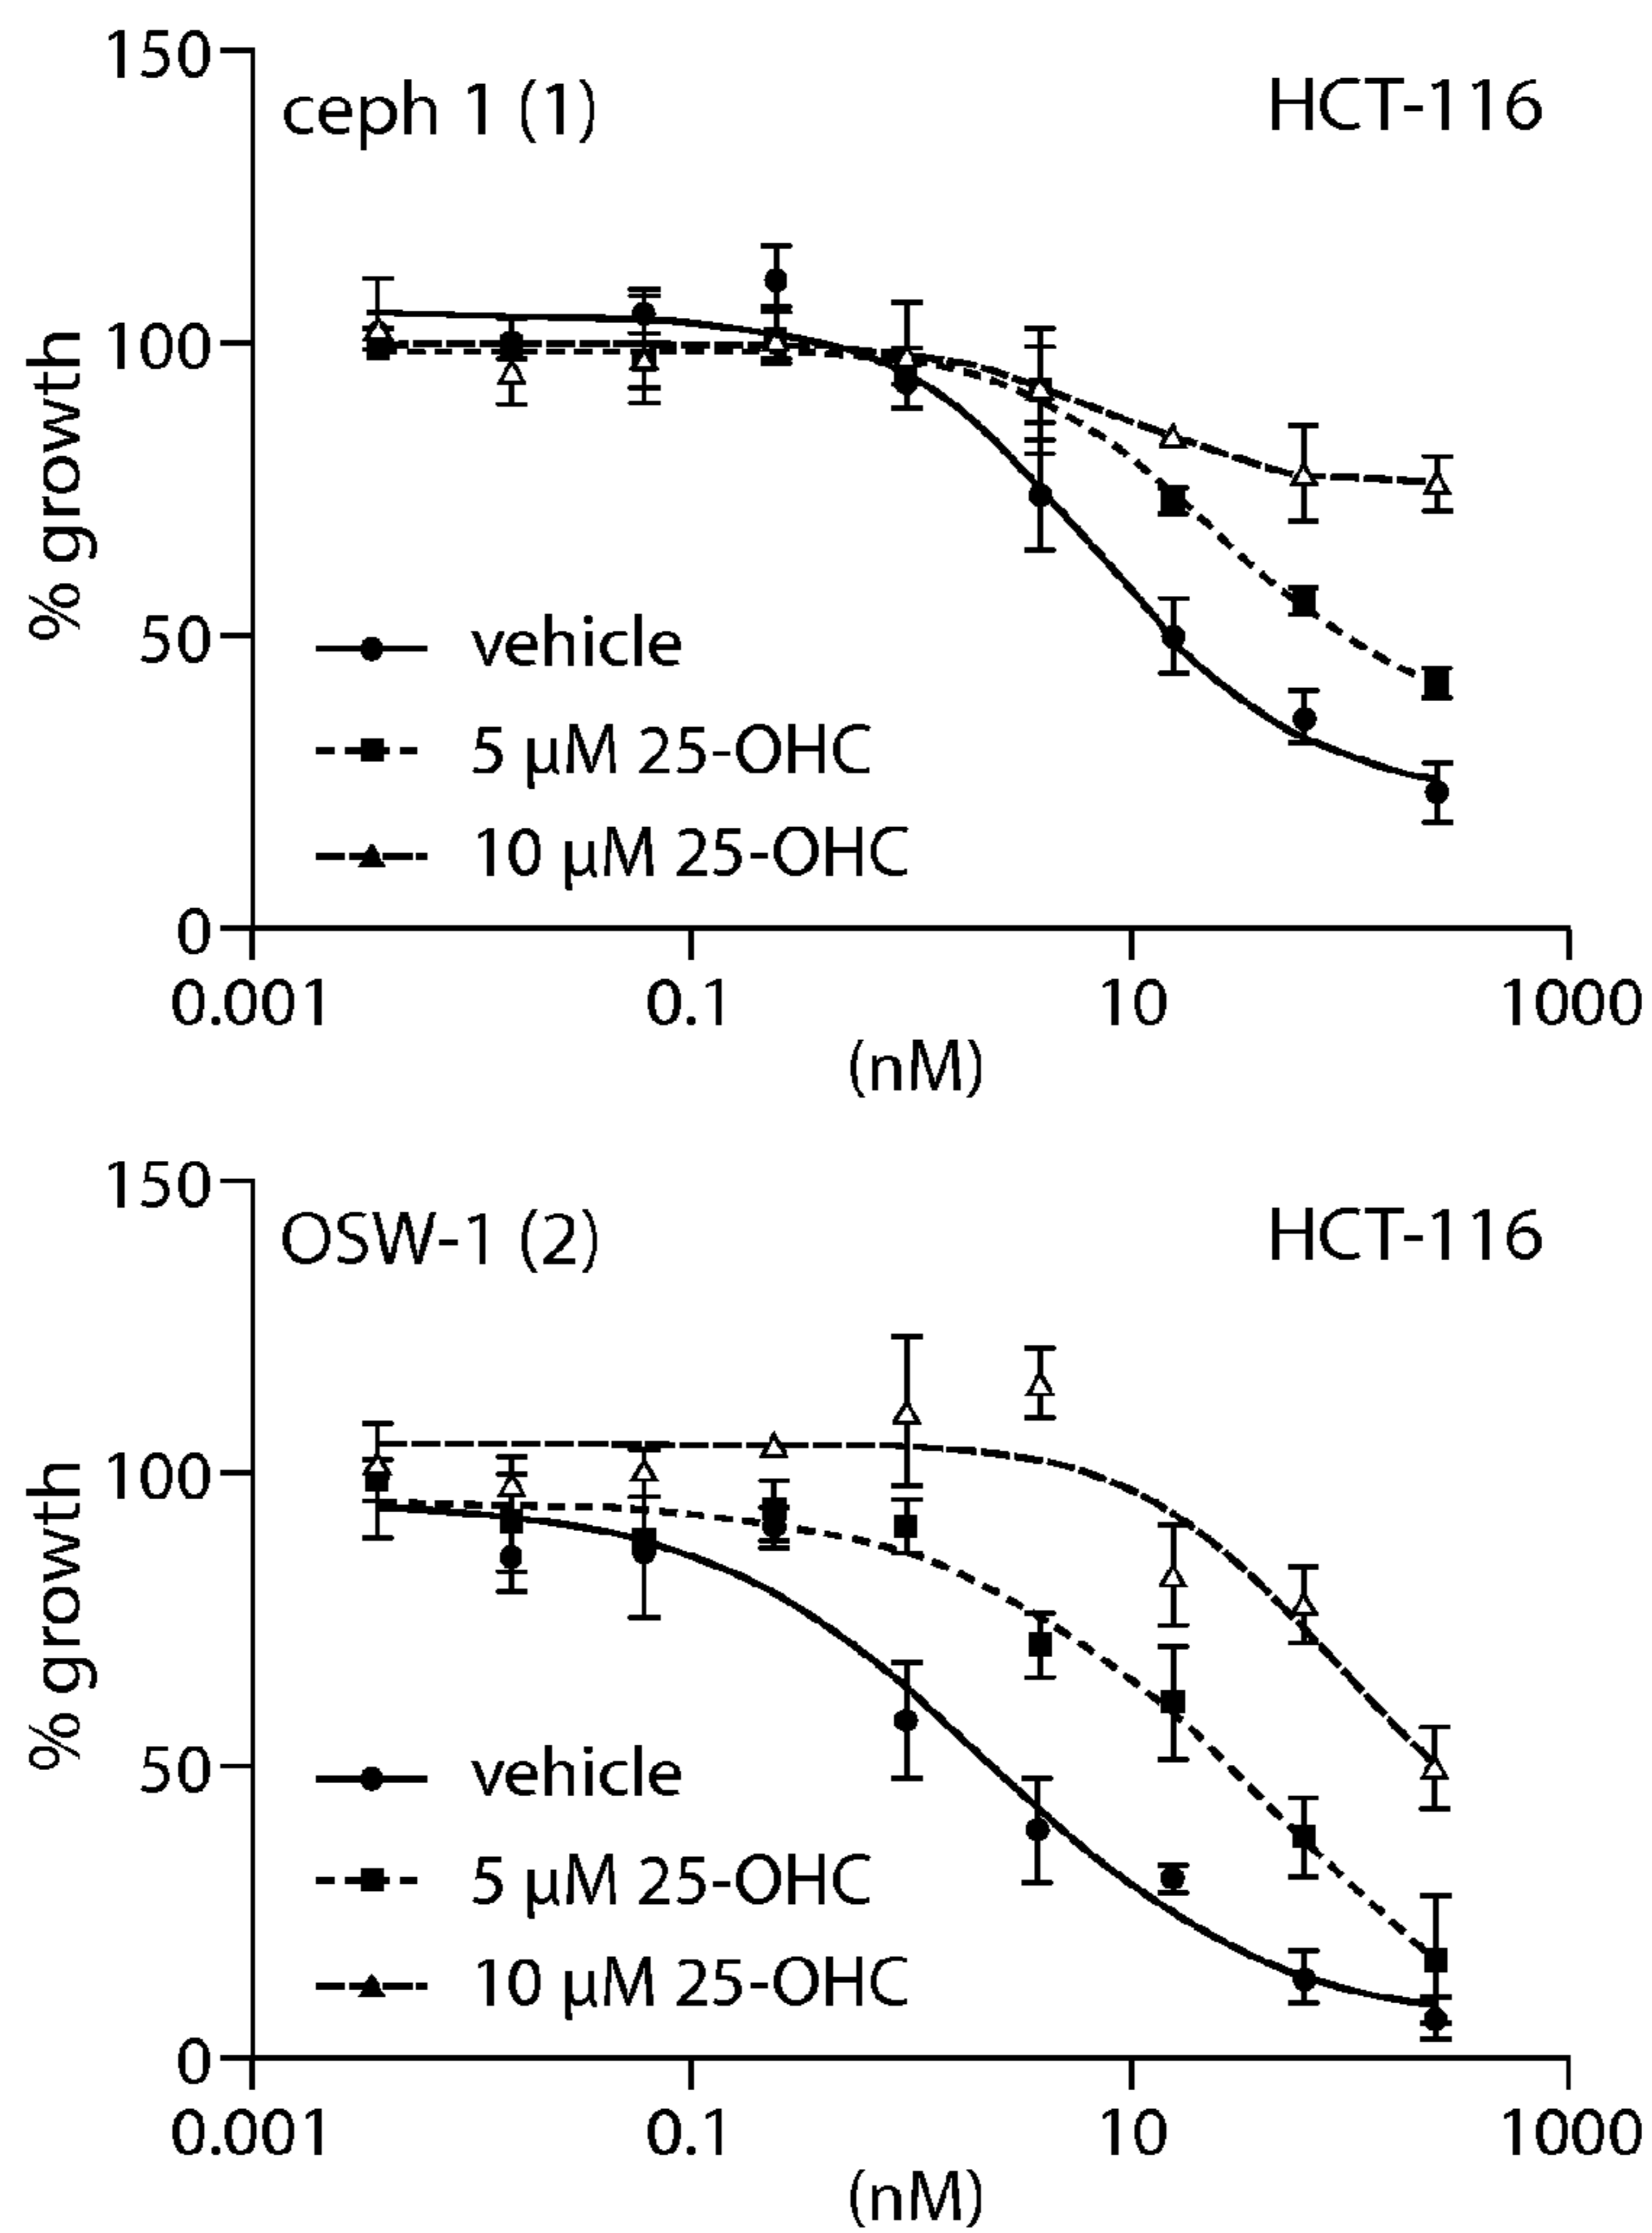 150
ceph 1 (1)
HCT-116
100
% growth
50
vehicle
5 µM 25-OHC
10 µM 25-OHC
0
0.001
0.1
10
1000
(nM)
150
OSW-1 (2)
HCT-116
100
% growth
50
vehicle
5 µM 25-OHC
10 µM 25-OHC
0
0.001
0.1
10
1000
(nM)